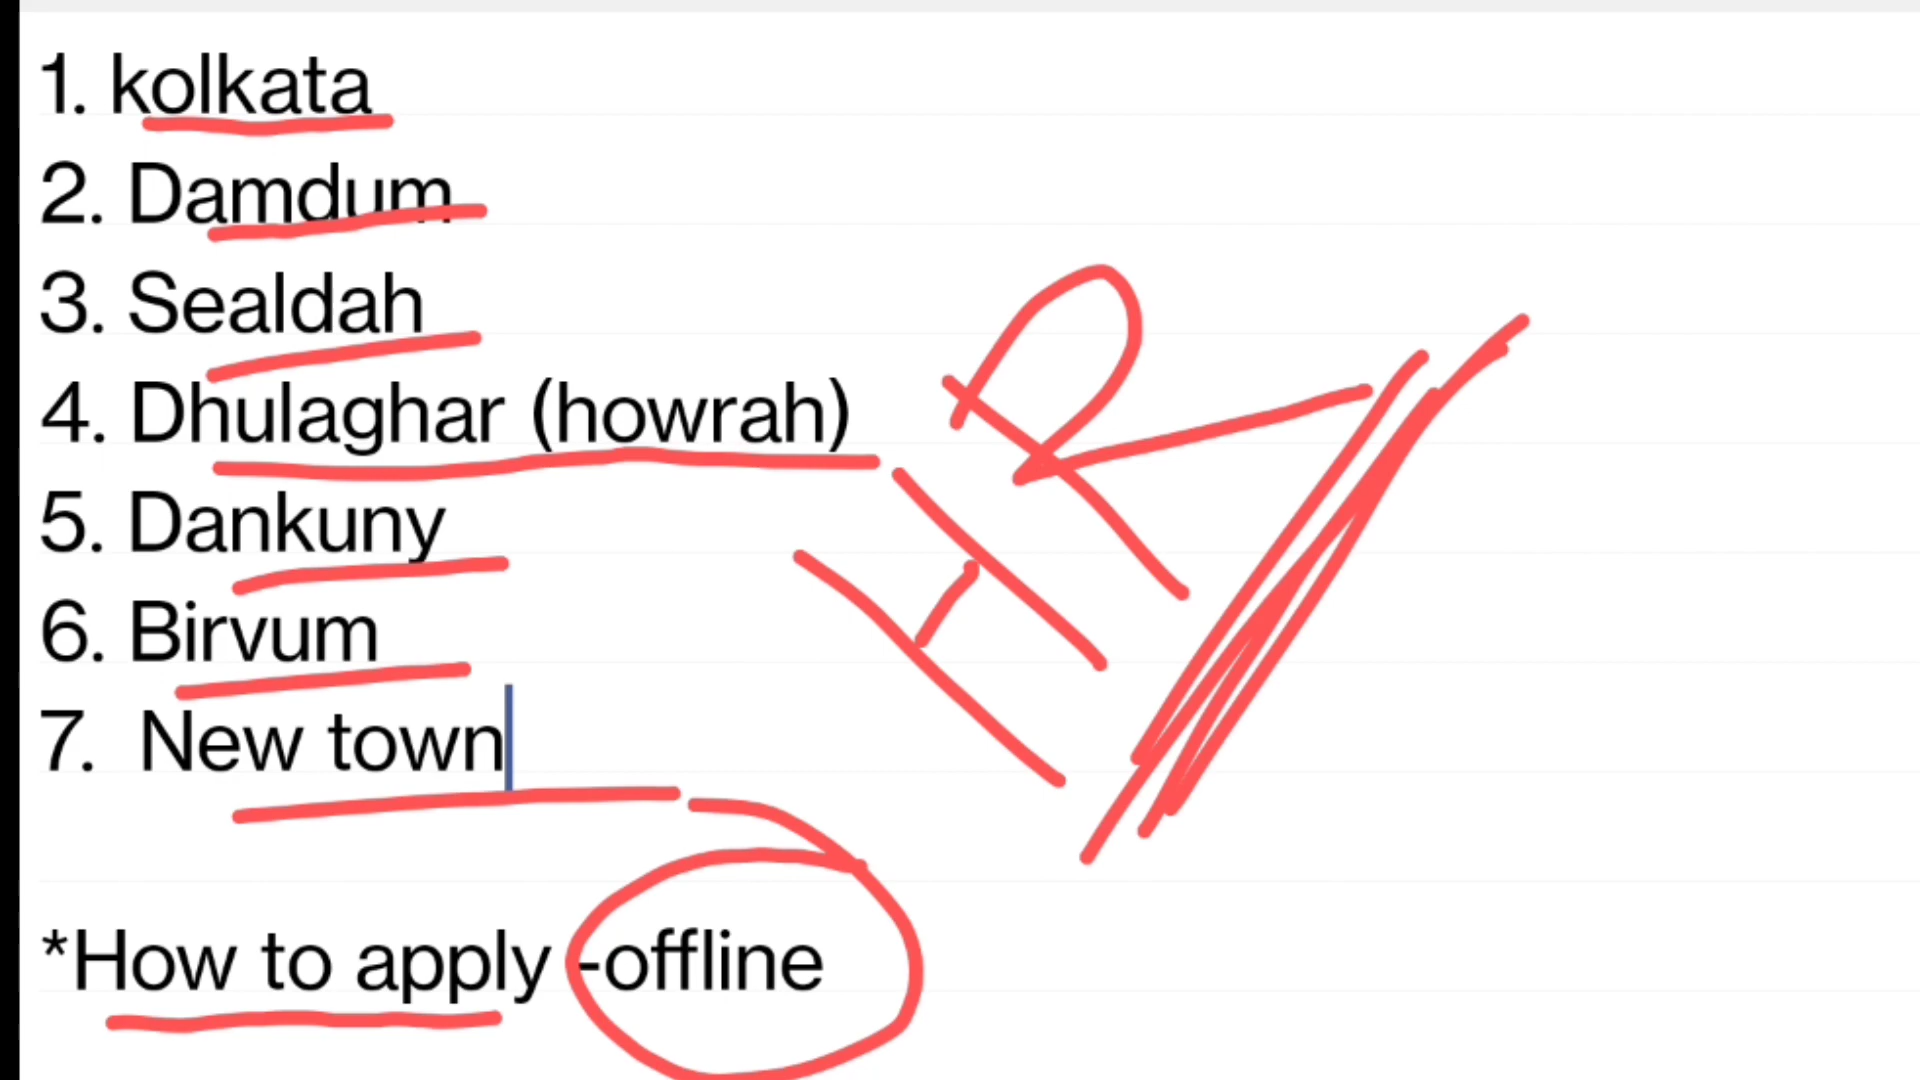 1. kolkata
2. Damdum
3. Sealdah
4. Dhulaghar (howrah)
5. Dankuny
6. Birvum
7. New town
*How to apply -offline
HR